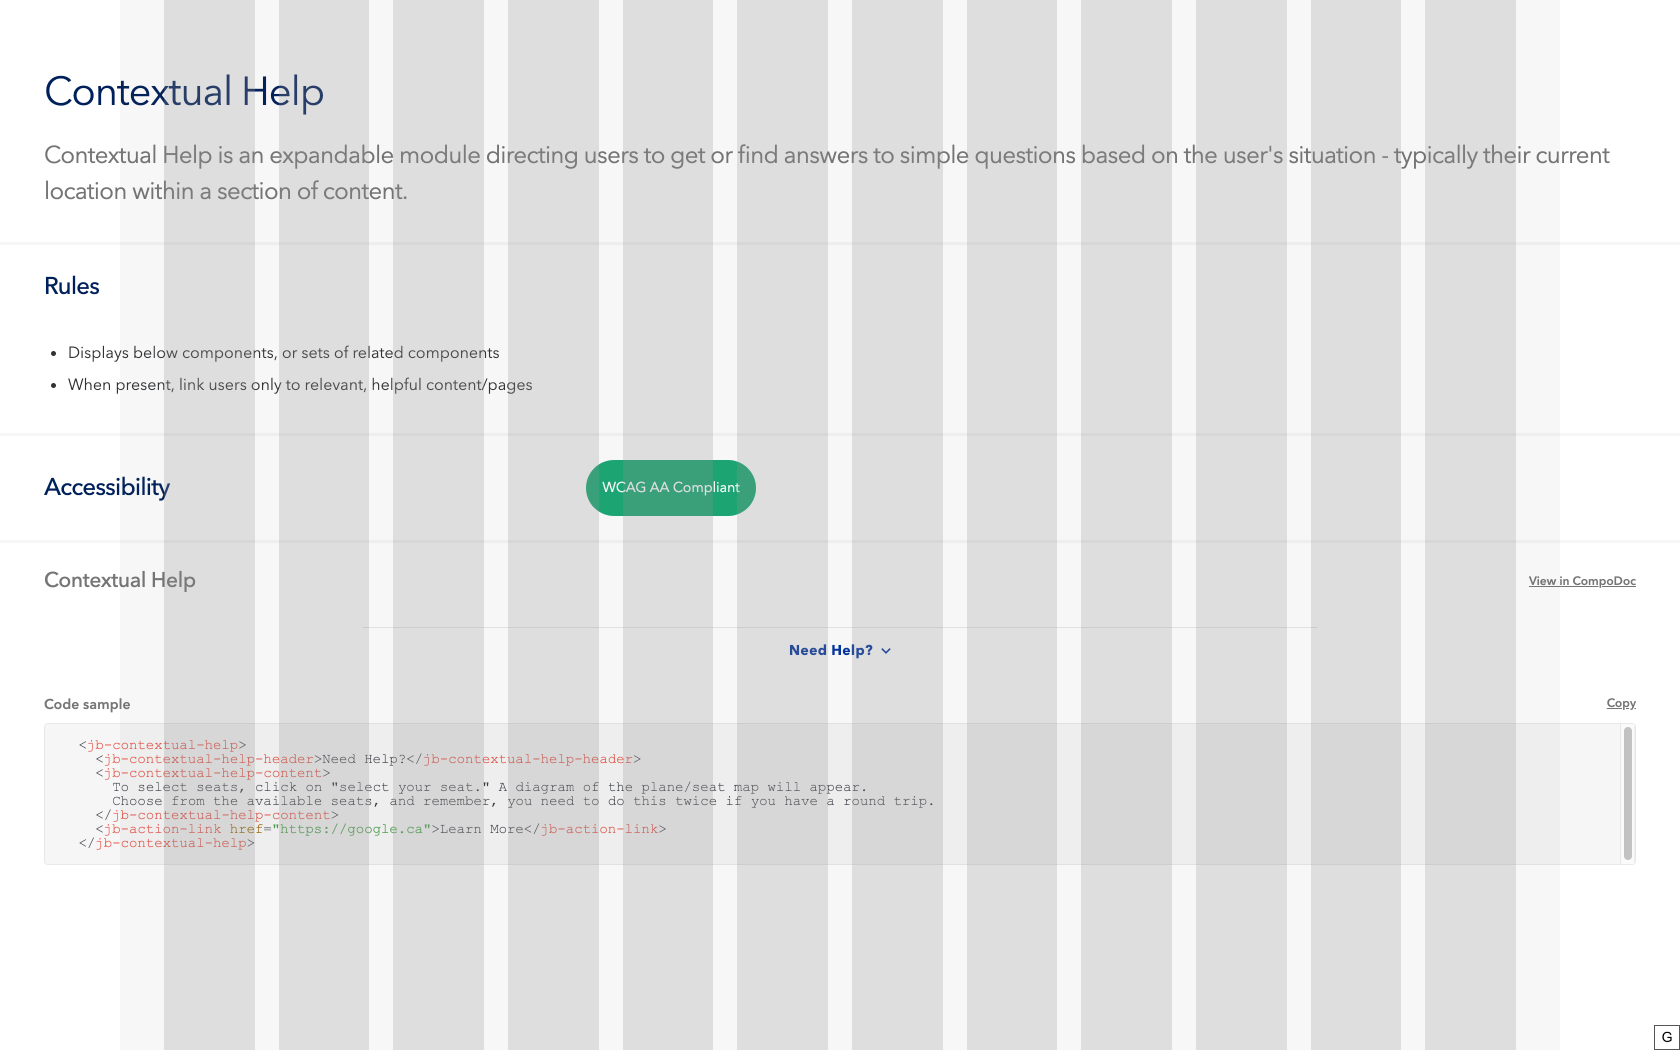 Contextual Help
Contextual Help is an expandable module directing users to get or find answers to simple questions based on the user's situation - typically their current
location within a section of content.
Rules
• Displays below components, or sets of related components
• When present, link users only to relevant, helpful content/pages
Accessibility
WCAG AA Compliant
Contextual Help
View in CompoDoc
Need Help?
Code sample
Copy
<jb-contextual-help>
<jb-contextual-help-header>Need Help?</jb-contextual-help-header>
<jb-contextual-help-content>
To select seats, click on "select your seat." A diagram of the plane/seat map will appear.
Choose from the available seats, and remember, you need to do this twice if you have a round trip.
</jb-contextual-help-content>
<jb-action-link href="https://google.ca">Learn More</jb-action-link>
</jb-contextual-help>
G